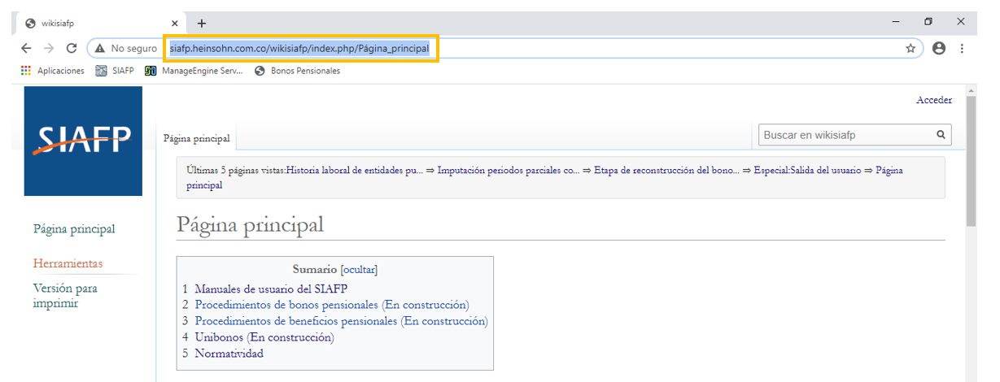 wikisiafp
No seguro
siafp.heinsohn.com.co/wikisiafp/index.php/Página_principal
Aplicaciones SIAFP ManageEngine Serv... Bonos Pensionales
SIAFP
Acceder
Página principal
Buscar en wikisiafp
Últimas 5 páginas vistas:Historia laboral de entidades pu... ⇒ Imputación periodos parciales co... ⇒ Etapa de reconstrucción del bono... ⇒ Especial:Salida del usuario ⇒ Página
principal
Página principal
Herramientas
Versión para
imprimir
Página principal
Sumario [ocultar]
1 Manuales de usuario del SIAFP
2 Procedimientos de bonos pensionales (En construcción)
3 Procedimientos de beneficios pensionales (En construcción)
4 Unibonos (En construcción)
5 Normatividad